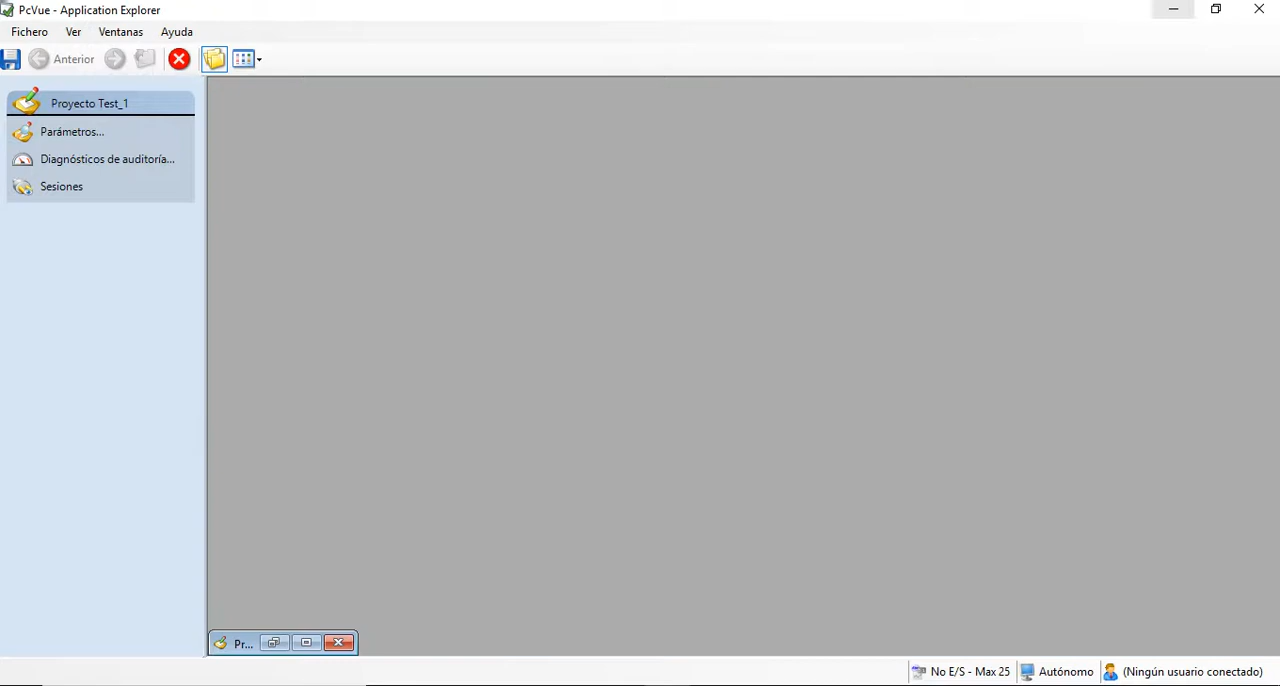 PcVue - Application Explorer
Fichero Ver Ventanas Ayuda
Anterior
Proyecto Test_1
Parámetros...
Diagnósticos de auditoría...
Sesiones
Pr...
No E/S - Max 25 Autónomo (Ningún usuario conectado)